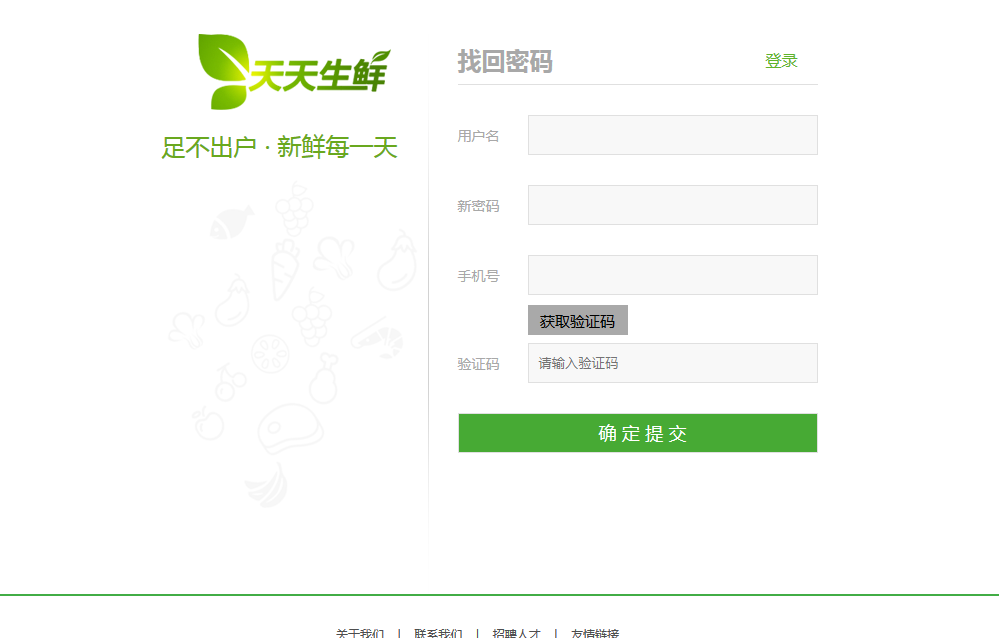 天天生鲜
足不出户 · 新鲜每一天
找回密码
登录
用户名
新密码
手机号
获取验证码
验证码
请输入验证码
确定提交
关于我们 | 联系我们 | 招聘人才 | 友情链接